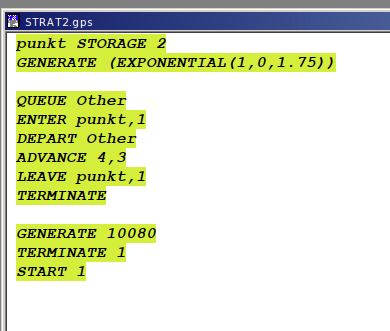 STRAT2.gps
punkt STORAGE 2
GENERATE (EXPONENTIAL(1,0,1.75))
QUEUE Other
ENTER punkt,1
DEPART Other
ADVANCE 4,3
LEAVE punkt,1
TERMINATE
GENERATE 10080
TERMINATE 1
START 1